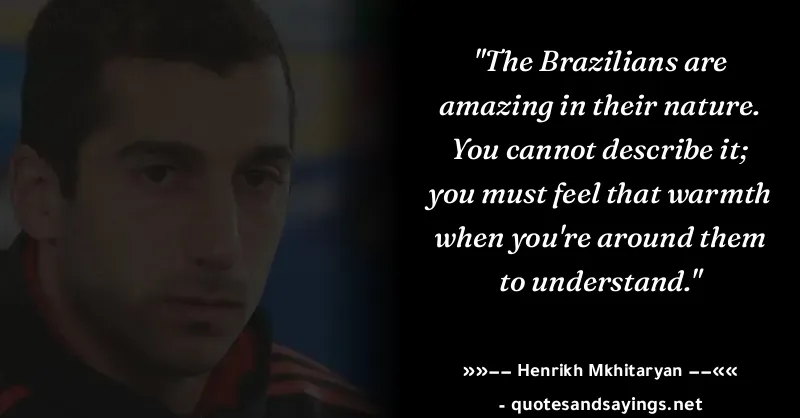 "The Brazilians are
amazing in their nature.
You cannot describe it;
you must feel that warmth
when you're around them
to understand."
»»−− Henrikh Mkhitaryan −−««
- quotesandsayings.net